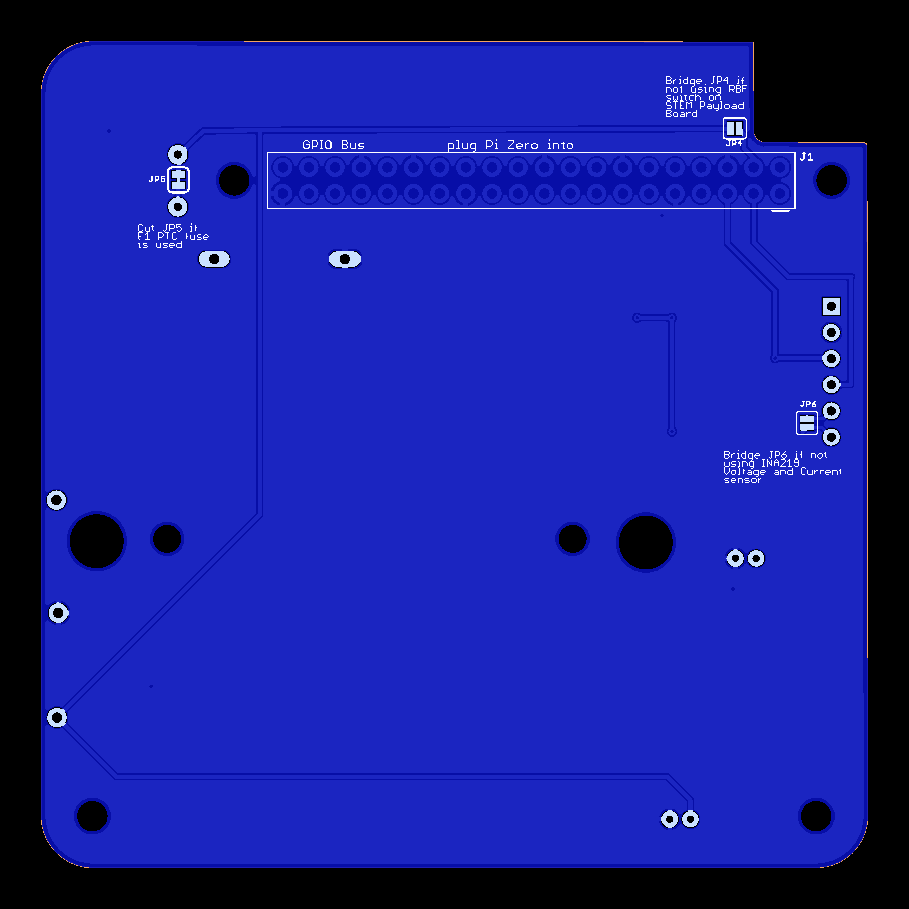 Bridge JP4 if
not using RBF
switch on
STEM Payload
Board
JP4
GPIO Bus plug Pi Zero into
J1
JP5
Cut JP5 if
F1 PTC fuse
is used
JP6
Bridge JP6 if not
using INA219
Voltage and Current
sensor